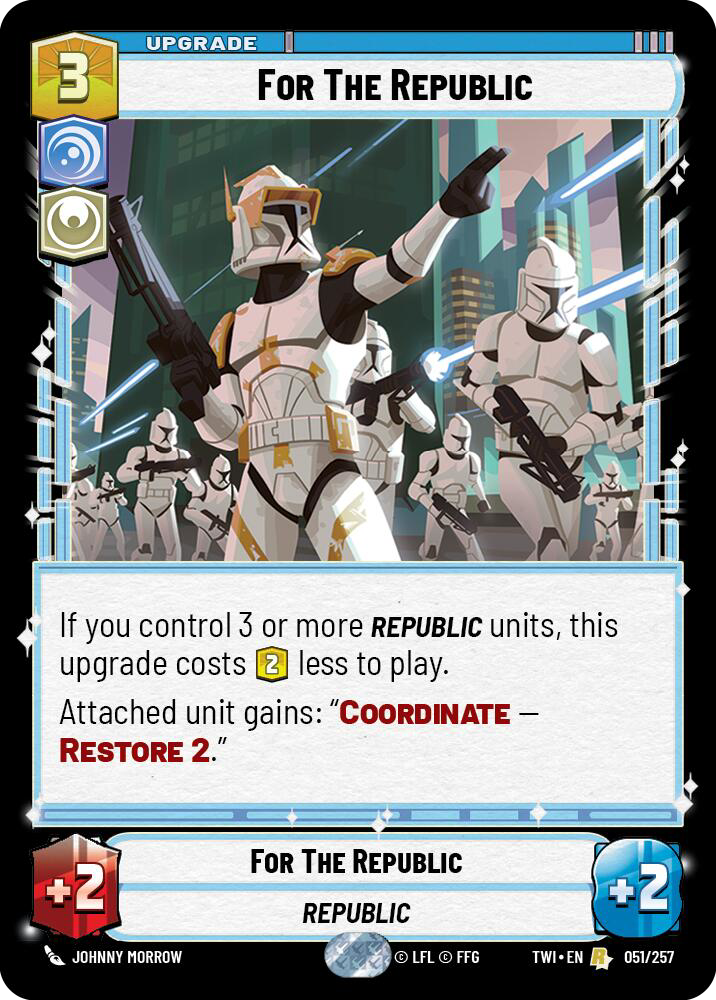 UPGRADE
3
FOR THE REPUBLIC
If you control 3 or more REPUBLIC units, this
upgrade costs 2 less to play.
Attached unit gains: “COORDINATE —
RESTORE 2.”
+2
FOR THE REPUBLIC
+2
REPUBLIC
JOHNNY MORROW
© LFL © FFG
TWI • EN
R
051/257